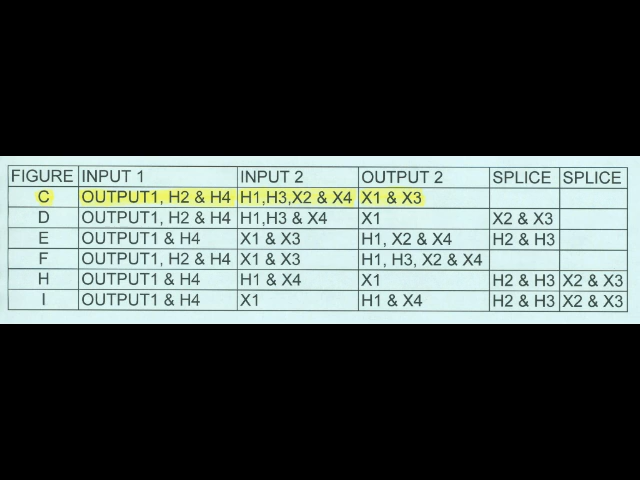 FIGURE INPUT 1 INPUT 2 OUTPUT 2 SPLICE SPLICE
C OUTPUT1, H2 & H4 H1,H3,X2 & X4 X1 & X3
D OUTPUT1, H2 & H4 H1,H3 & X4 X1 X2 & X3
E OUTPUT1 & H4 X1 & X3 H1, X2 & X4 H2 & H3
F OUTPUT1, H2 & H4 X1 & X3 H1, H3, X2 & X4
H OUTPUT1 & H4 H1 & X4 X1 H2 & H3 X2 & X3
I OUTPUT1 & H4 X1 H1 & X4 H2 & H3 X2 & X3